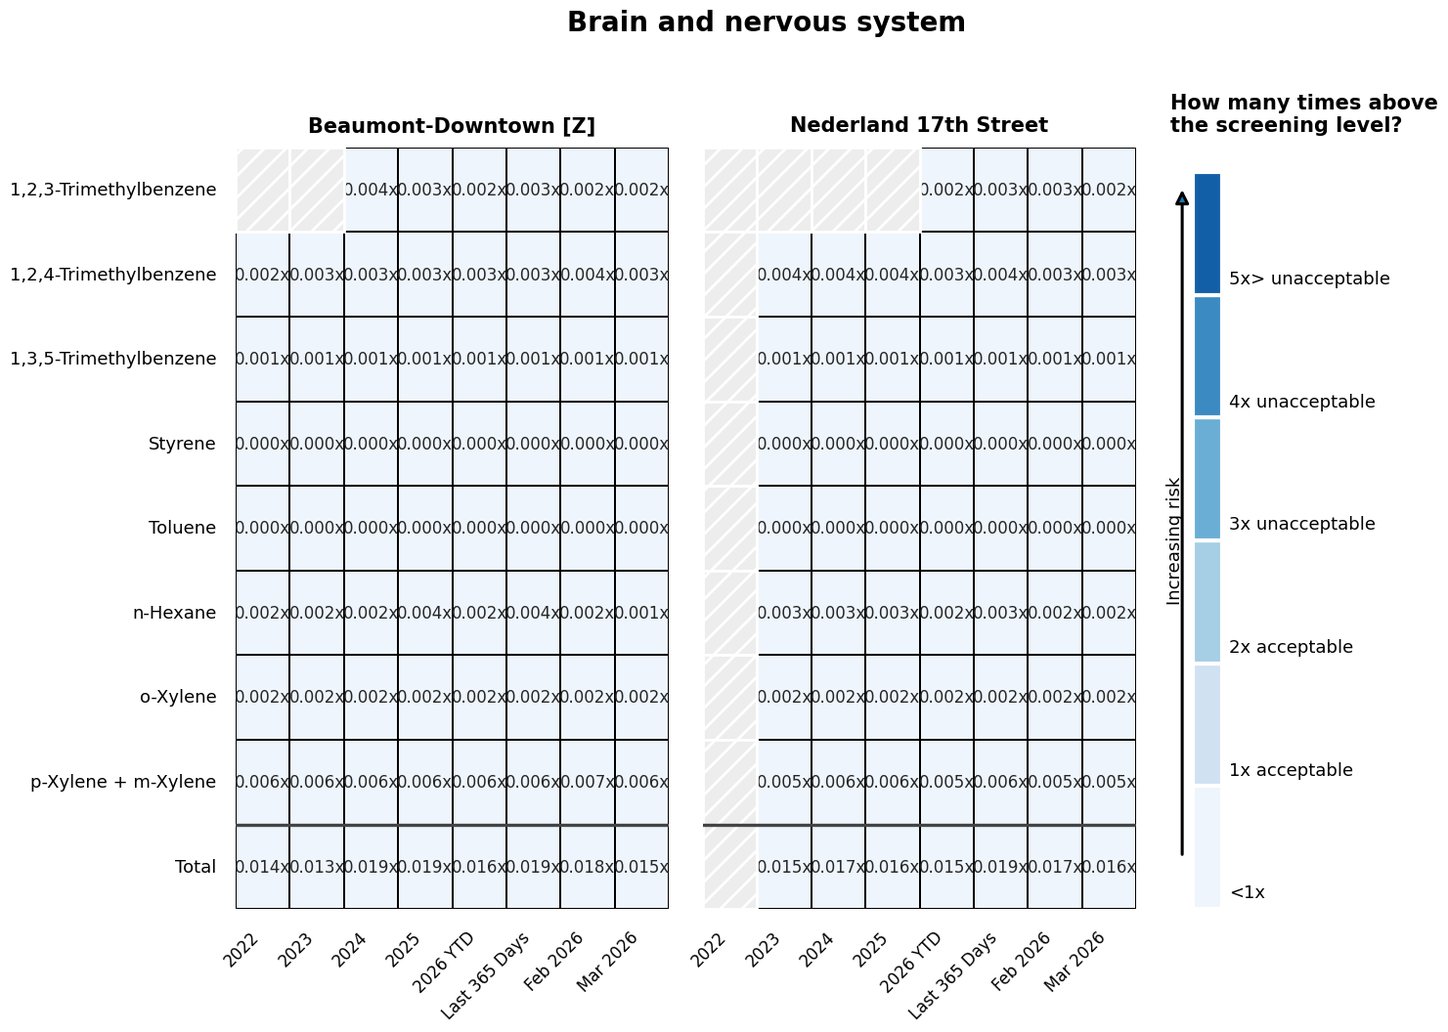 Brain and nervous system
Beaumont-Downtown [Z]
Nederland 17th Street
How many times above
the screening level?
1,2,3-Trimethylbenzene 0.004x 0.003x 0.002x 0.003x 0.002x 0.002x 0.002x 0.003x 0.003x 0.002x
1,2,4-Trimethylbenzene 0.002x 0.003x 0.003x 0.003x 0.003x 0.003x 0.004x 0.003x 0.004x 0.004x 0.004x 0.003x 0.004x 0.003x 0.003x
1,3,5-Trimethylbenzene 0.001x 0.001x 0.001x 0.001x 0.001x 0.001x 0.001x 0.001x 0.001x 0.001x 0.001x 0.001x 0.001x 0.001x 0.001x
Styrene 0.000x 0.000x 0.000x 0.000x 0.000x 0.000x 0.000x 0.000x 0.000x 0.000x 0.000x 0.000x 0.000x 0.000x 0.000x
Toluene 0.000x 0.000x 0.000x 0.000x 0.000x 0.000x 0.000x 0.000x 0.000x 0.000x 0.000x 0.000x 0.000x 0.000x 0.000x
n-Hexane 0.002x 0.002x 0.002x 0.004x 0.002x 0.004x 0.002x 0.001x 0.003x 0.003x 0.003x 0.002x 0.003x 0.002x 0.002x
o-Xylene 0.002x 0.002x 0.002x 0.002x 0.002x 0.002x 0.002x 0.002x 0.002x 0.002x 0.002x 0.002x 0.002x 0.002x 0.002x
p-Xylene + m-Xylene 0.006x 0.006x 0.006x 0.006x 0.006x 0.006x 0.007x 0.006x 0.005x 0.006x 0.006x 0.005x 0.006x 0.005x 0.005x
Total 0.014x 0.013x 0.019x 0.019x 0.016x 0.019x 0.018x 0.015x 0.015x 0.017x 0.016x 0.015x 0.019x 0.017x 0.016x
2022 2023 2024 2025 2026 YTD Last 365 Days Feb 2026 Mar 2026
2022 2023 2024 2025 2026 YTD Last 365 Days Feb 2026 Mar 2026
Increasing risk
5x> unacceptable
4x unacceptable
3x unacceptable
2x acceptable
1x acceptable
<1x